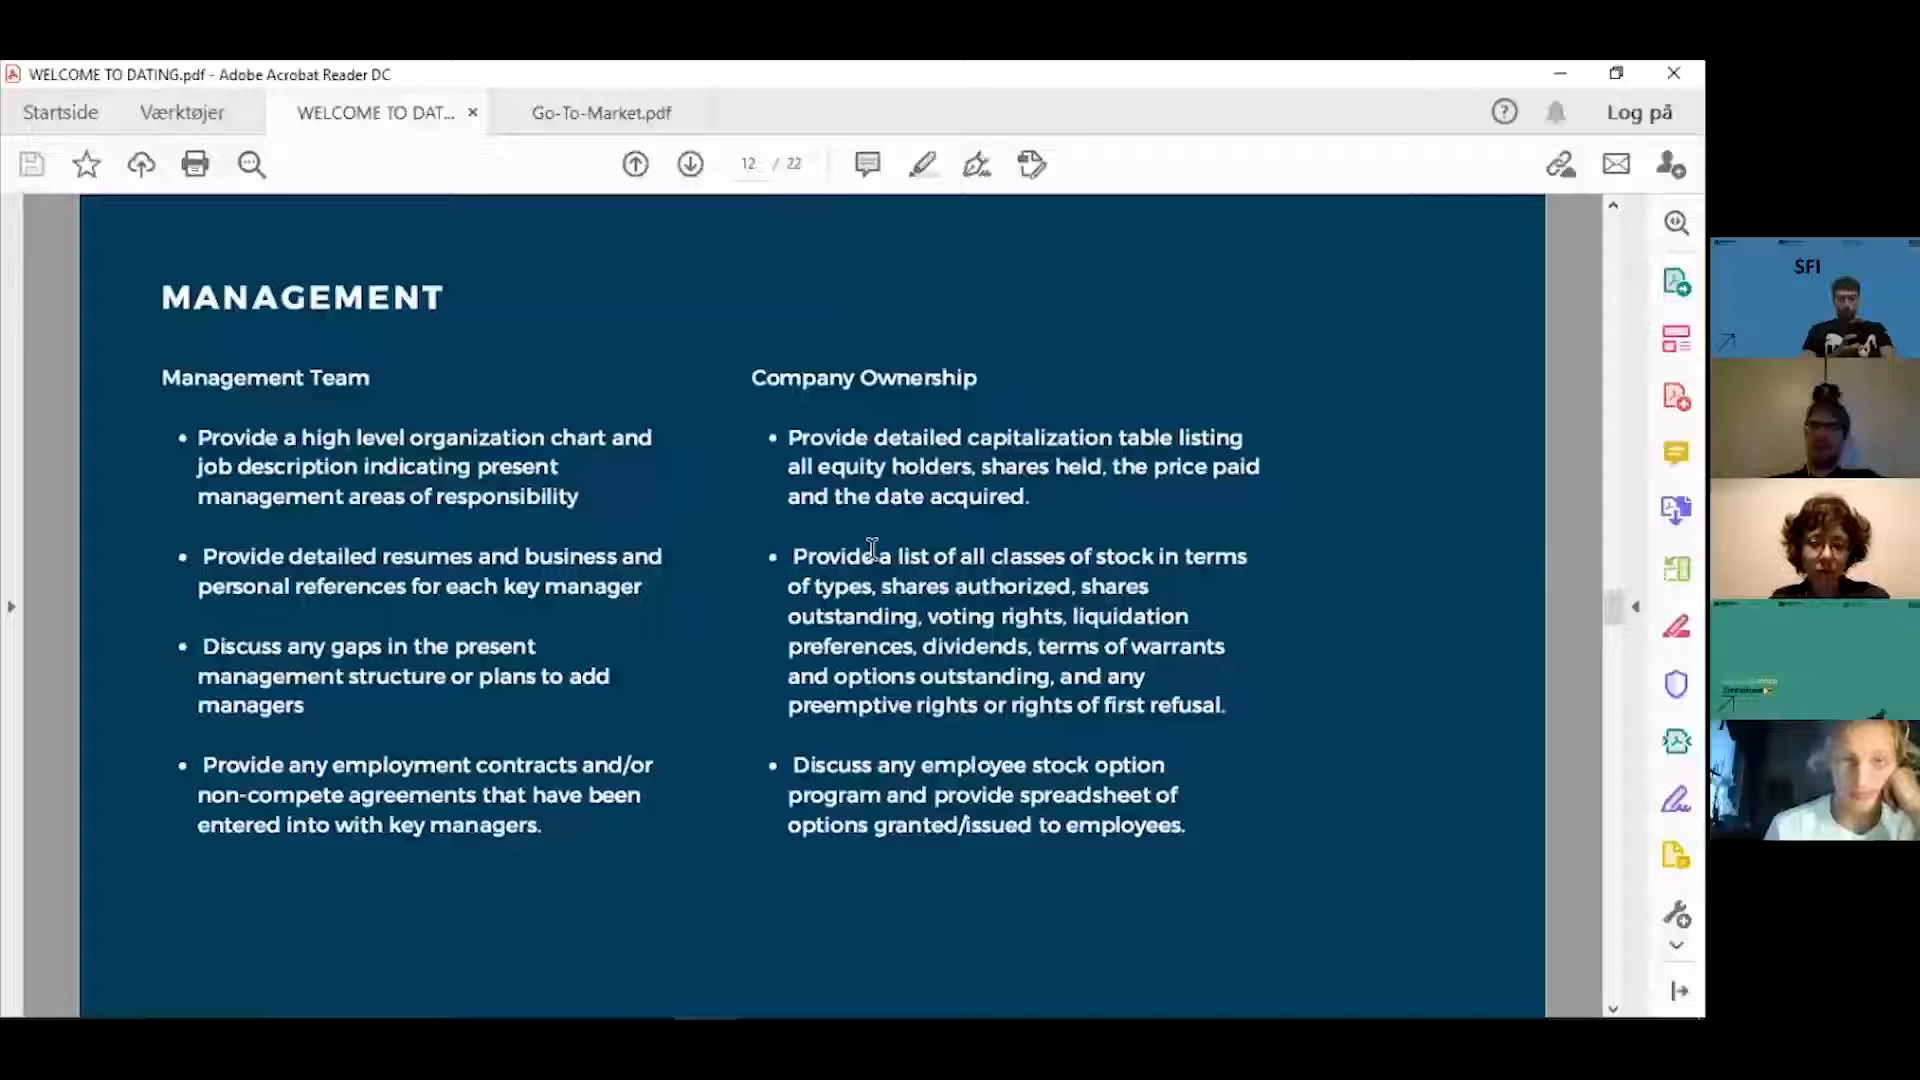 WELCOME TO DATING.pdf - Adobe Acrobat Reader DC
Startside
Værktøjer
WELCOME TO DAT...
Go-To-Market.pdf
Log på
12 / 22
MANAGEMENT
Management Team
• Provide a high level organization chart and
job description indicating present
management areas of responsibility
• Provide detailed resumes and business and
personal references for each key manager
• Discuss any gaps in the present
management structure or plans to add
managers
• Provide any employment contracts and/or
non-compete agreements that have been
entered into with key managers.
Company Ownership
• Provide detailed capitalization table listing
all equity holders, shares held, the price paid
and the date acquired.
• Provide a list of all classes of stock in terms
of types, shares authorized, shares
outstanding, voting rights, liquidation
preferences, dividends, terms of warrants
and options outstanding, and any
preemptive rights or rights of first refusal.
• Discuss any employee stock option
program and provide spreadsheet of
options granted/issued to employees.
SFI